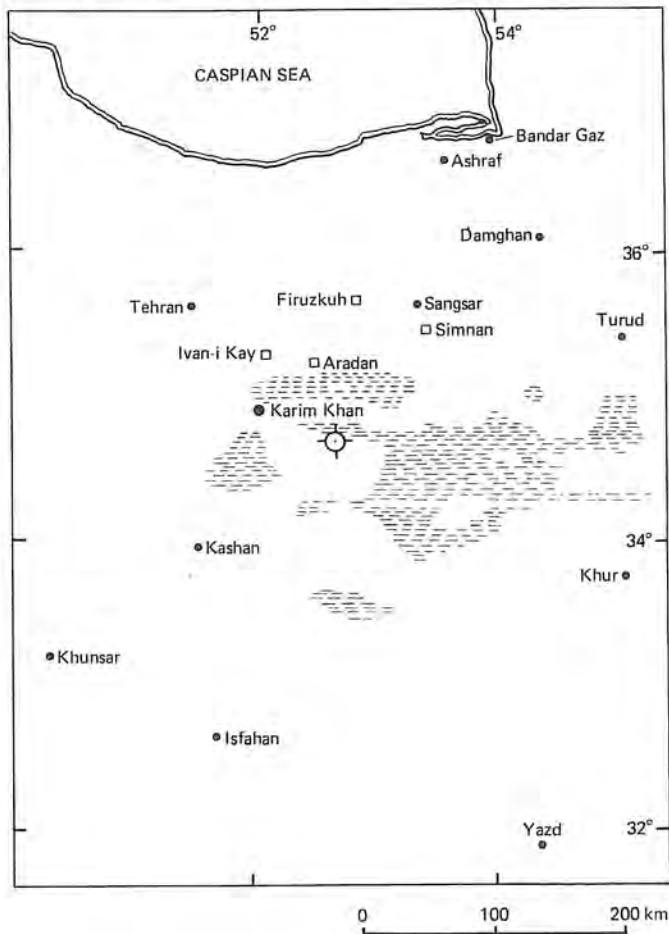 52°
54°
CASPIAN SEA
Bandar Gaz
Ashraf
Damghan
36°
Firuzkuh
Sangsar
Tehran
Simnan
Turud
Ivan-i Kay
Aradan
Karim Khan
Kashan
34°
Khur
Khunsar
Isfahan
Yazd
32°
0 100 200 km